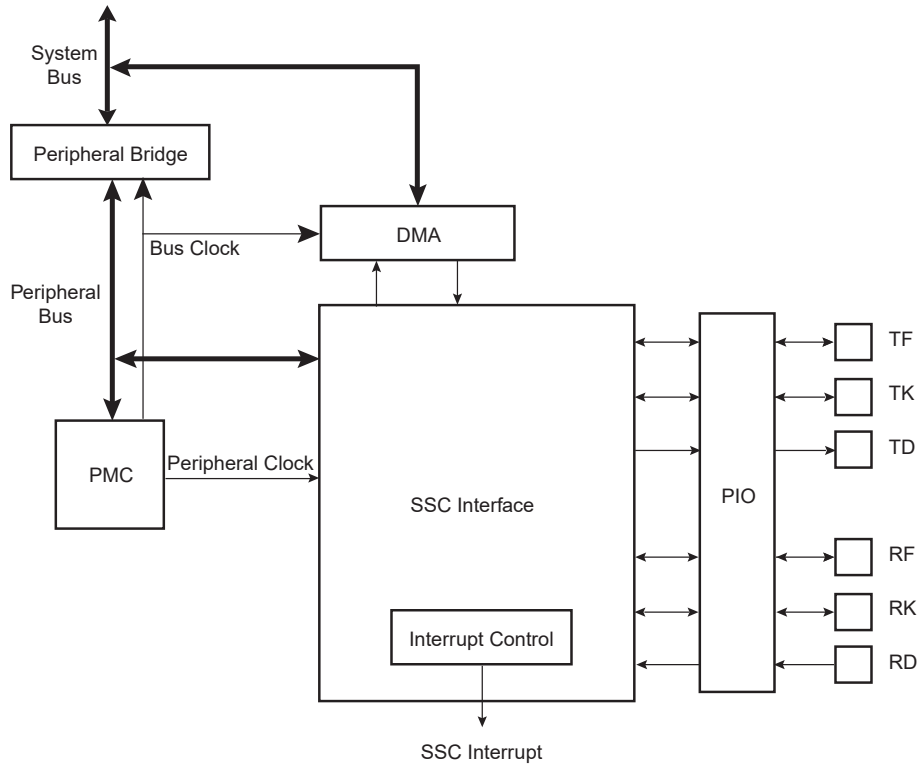 System
Bus
Peripheral Bridge
DMA
Bus Clock
Peripheral
Bus
TF
TK
TD
Peripheral Clock
PMC
SSC Interface
PIO
RF
RK
Interrupt Control
RD
SSC Interrupt